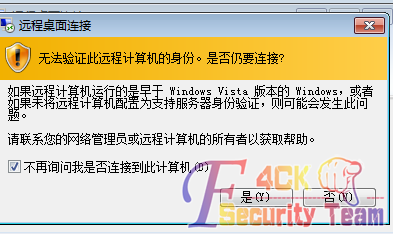 远程桌面连接
无法验证此远程计算机的身份。是否仍要连接?
如果远程计算机运行的是早于 Windows Vista 版本的 Windows，或者
如果未将远程计算机配置为支持服务器身份验证，则可能会发生此问
题。
请联系您的网络管理员或远程计算机的所有者以获取帮助。
不再询问我是否连接到此计算机(D)
是(Y) 否(N)
F4CK
Security Team